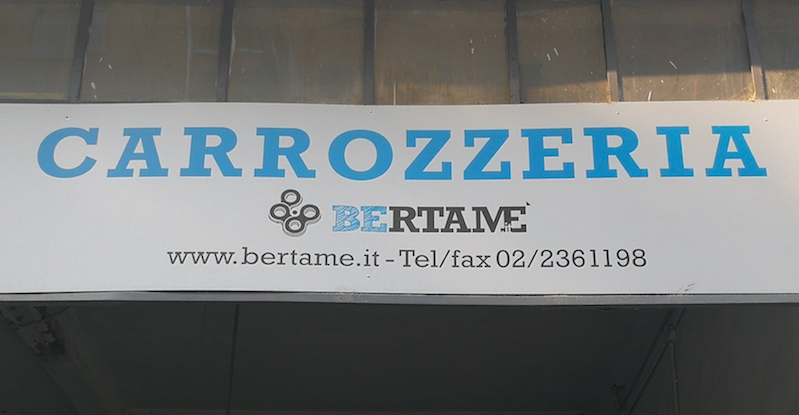 CARROZZERIA
BERTAMÈ
www.bertame.it - Tel/fax 02/2361198